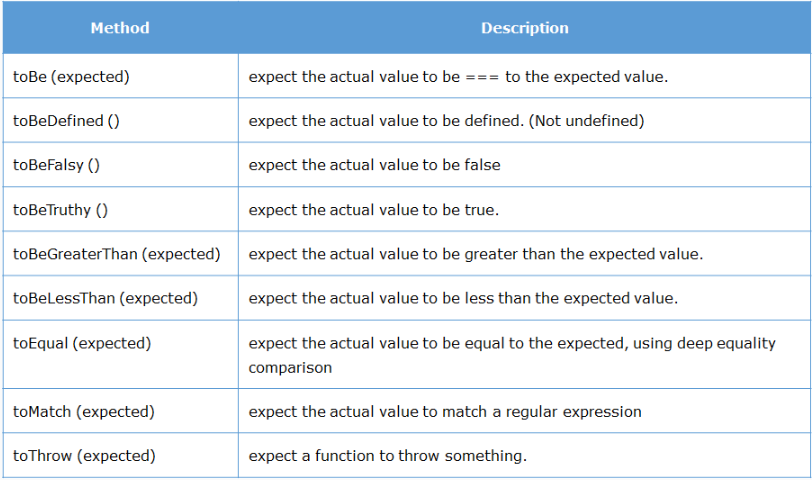 Method Description
toBe (expected) expect the actual value to be === to the expected value.
toBeDefined () expect the actual value to be defined. (Not undefined)
toBeFalsy () expect the actual value to be false
toBeTruthy () expect the actual value to be true.
toBeGreaterThan (expected) expect the actual value to be greater than the expected value.
toBeLessThan (expected) expect the actual value to be less than the expected value.
toEqual (expected) expect the actual value to be equal to the expected, using deep equality
comparison
toMatch (expected) expect the actual value to match a regular expression
toThrow (expected) expect a function to throw something.